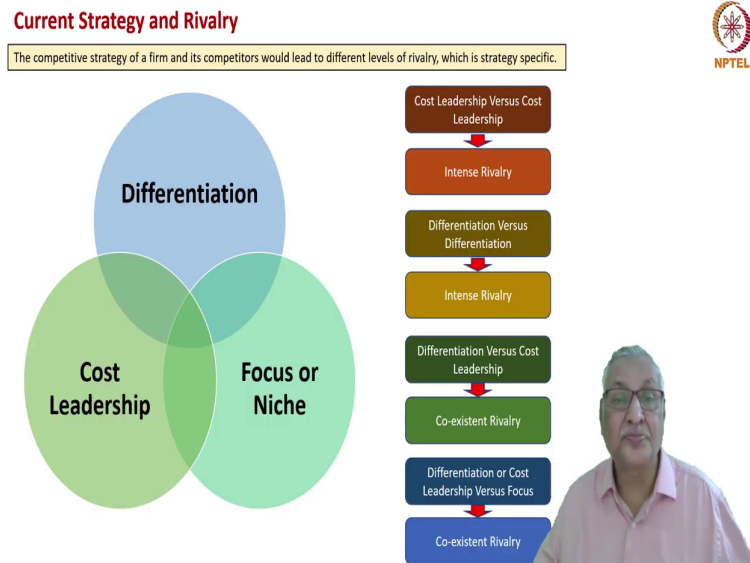 Current Strategy and Rivalry
NPTEL
The competitive strategy of a firm and its competitors would lead to different levels of rivalry, which is strategy specific.
Differentiation
Cost
Leadership
Focus or
Niche
Cost Leadership Versus Cost
Leadership
Intense Rivalry
Differentiation Versus
Differentiation
Intense Rivalry
Differentiation Versus Cost
Leadership
Co-existent Rivalry
Differentiation or Cost
Leadership Versus Focus
Co-existent Rivalry